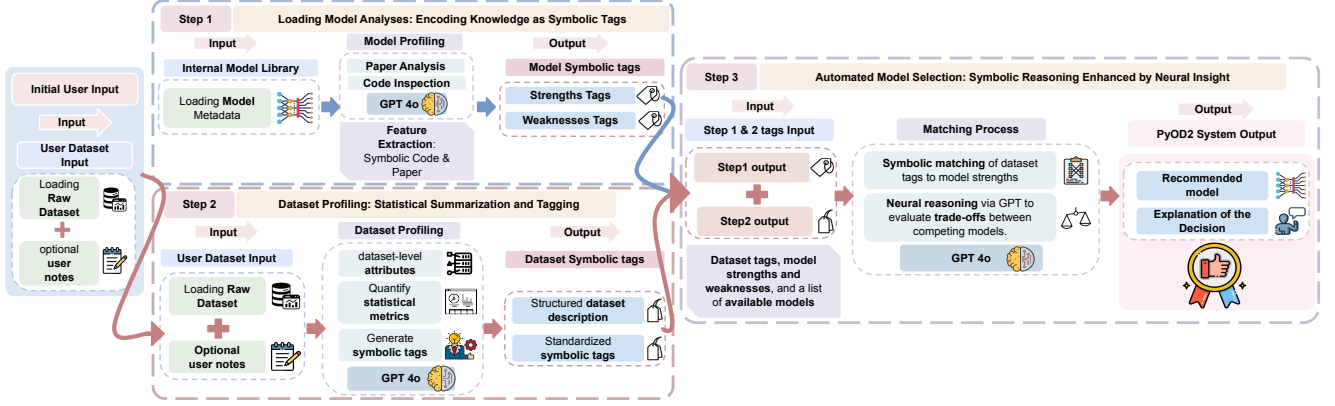 Initial User Input
Input
User Dataset
Input
Loading
Raw
Dataset
optional
user
notes
Step 1
Loading Model Analyses: Encoding Knowledge as Symbolic Tags
Input
Internal Model Library
Loading Model
Metadata
Model Profiling
Paper Analysis
Code Inspection
GPT 4o
Feature
Extraction:
Symbolic Code &
Paper
Output
Model Symbolic tags
Strengths Tags
Weaknesses Tags
Step 2
Dataset Profiling: Statistical Summarization and Tagging
Input
User Dataset Input
Loading Raw
Dataset
Optional
user notes
Dataset Profiling
dataset-level
attributes
Quantify
statistical
metrics
Generate
symbolic tags
GPT 4o
Output
Dataset Symbolic tags
Structured dataset
description
Standardized
symbolic tags
Step 3
Automated Model Selection: Symbolic Reasoning Enhanced by Neural Insight
Input
Step 1 & 2 tags Input
Step1 output
Step2 output
Dataset tags, model
strengths and
weaknesses, and a list
of available models
Matching Process
Symbolic matching of dataset
tags to model strengths
Neural reasoning via GPT to
evaluate trade-offs between
competing models.
GPT 4o
Output
PyOD2 System Output
Recommended
model
Explanation of the
Decision